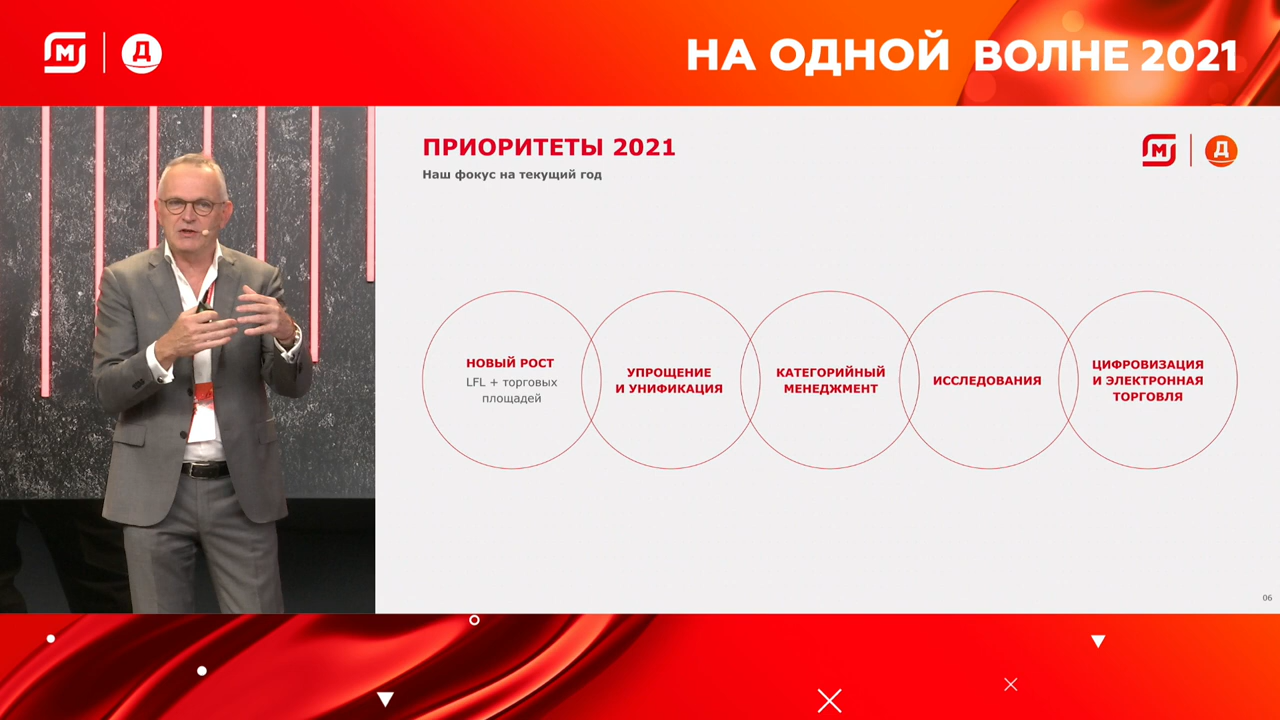 М Д
НА ОДНОЙ ВОЛНЕ 2021
ПРИОРИТЕТЫ 2021
Наш фокус на текущий год
М Д
НОВЫЙ РОСТ
LFL + торговых
площадей
УПРОЩЕНИЕ
И УНИФИКАЦИЯ
КАТЕГОРИЙНЫЙ
МЕНЕДЖМЕНТ
ИССЛЕДОВАНИЯ
ЦИФРОВИЗАЦИЯ
И ЭЛЕКТРОННАЯ
ТОРГОВЛЯ
06